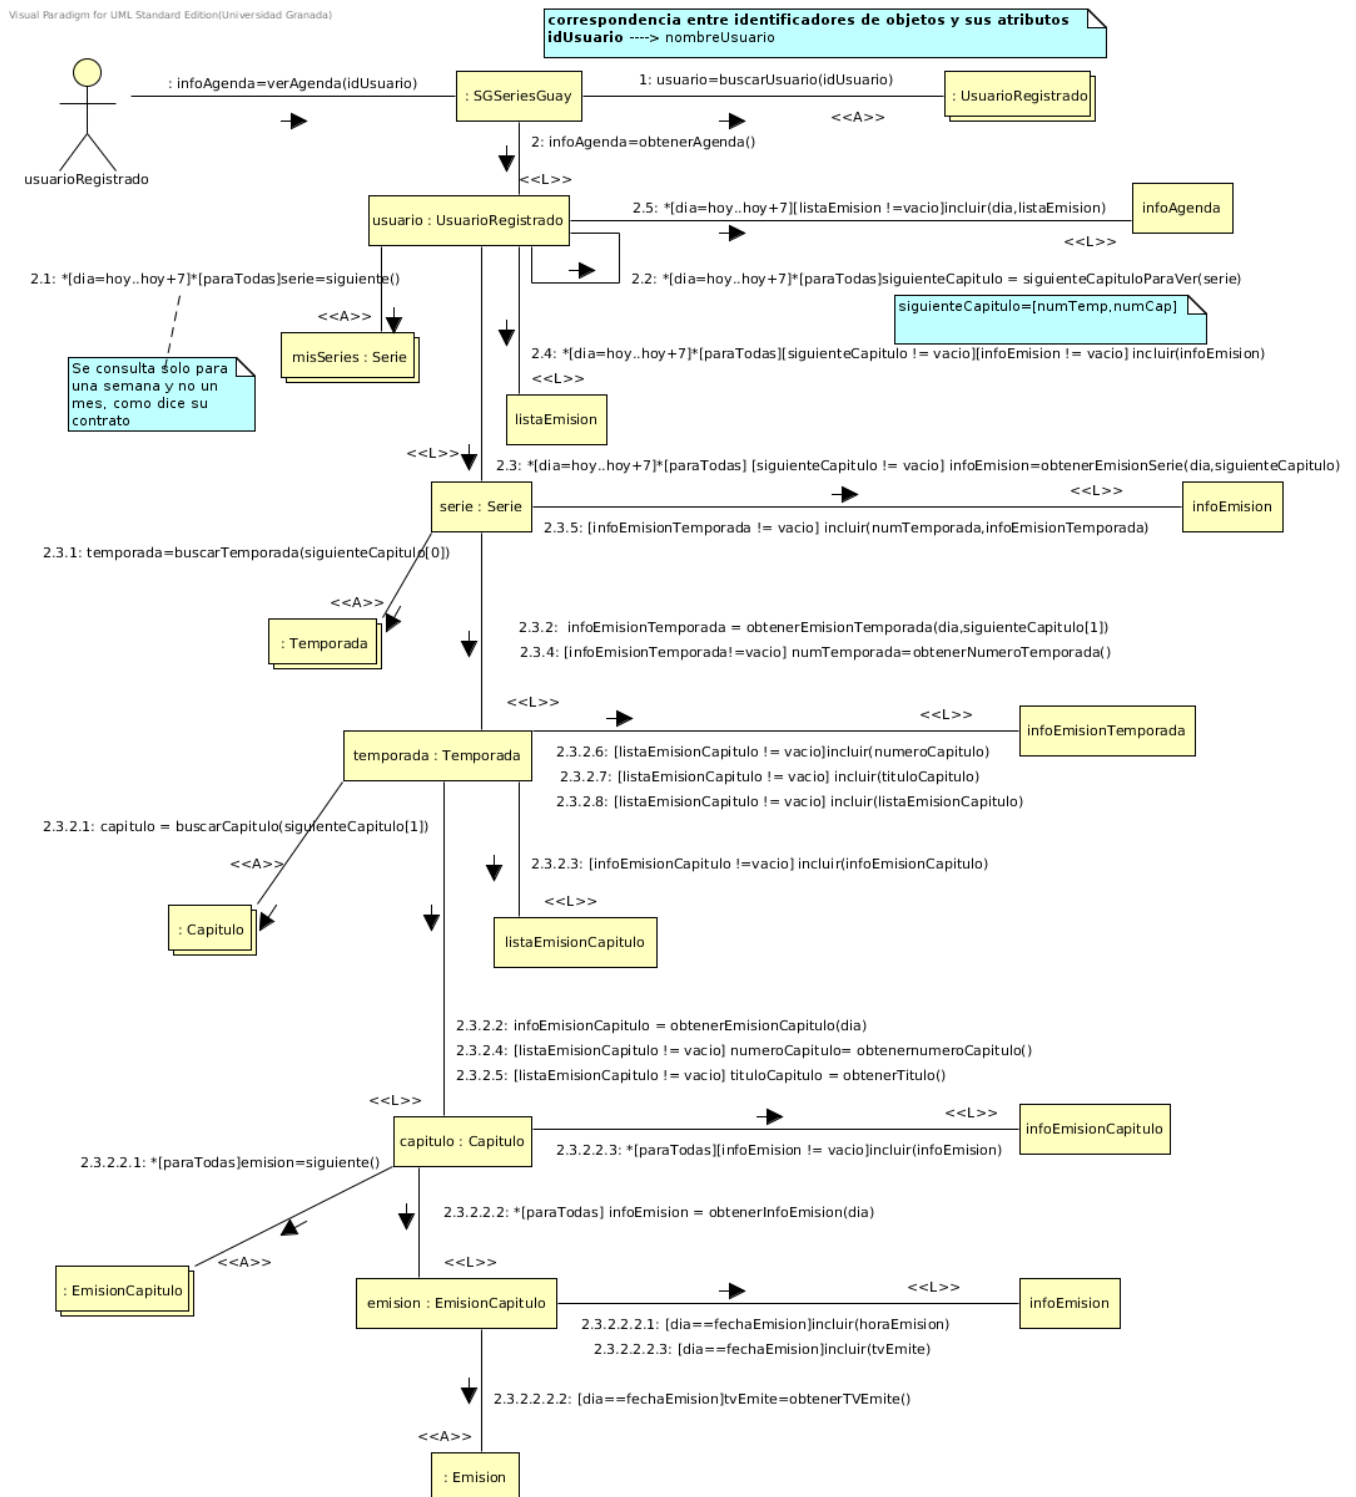 Visual Paradigm for UML Standard Edition(Universidad Granada)
correspondencia entre identificadores de objetos y sus atributos
idUsuario ----> nombreUsuario
: infoAgenda=verAgenda(idUsuario)
: SGSeriesGuay
1: usuario=buscarUsuario(idUsuario)
: UsuarioRegistrado
<<A>>
usuarioRegistrado
2: infoAgenda=obtenerAgenda()
<<L>>
usuario : UsuarioRegistrado
2.5: *[dia=hoy..hoy+7][listaEmision !=vacio]incluir(dia,listaEmision)
infoAgenda
<<L>>
2.1: *[dia=hoy..hoy+7]*[paraTodas]serie=siguiente()
2.2: *[dia=hoy..hoy+7]*[paraTodas]siguienteCapitulo = siguienteCapituloParaVer(serie)
siguienteCapitulo=[numTemp,numCap]
<<A>>
misSeries : Serie
2.4: *[dia=hoy..hoy+7]*[paraTodas][siguienteCapitulo != vacio][infoEmision != vacio] incluir(infoEmision)
<<L>>
Se consulta solo para
una semana y no un
mes, como dice su
contrato
listaEmision
<<L>>
2.3: *[dia=hoy..hoy+7]*[paraTodas] [siguienteCapitulo != vacio] infoEmision=obtenerEmisionSerie(dia,siguienteCapitulo)
<<L>>
serie : Serie
infoEmision
2.3.5: [infoEmisionTemporada != vacio] incluir(numTemporada,infoEmisionTemporada)
2.3.1: temporada=buscarTemporada(siguienteCapitulo[0])
<<A>>
: Temporada
2.3.2:  infoEmisionTemporada = obtenerEmisionTemporada(dia,siguienteCapitulo[1])
2.3.4: [infoEmisionTemporada!=vacio] numTemporada=obtenerNumeroTemporada()
<<L>>
<<L>>
infoEmisionTemporada
temporada : Temporada
2.3.2.6: [listaEmisionCapitulo != vacio]incluir(numeroCapitulo)
2.3.2.7: [listaEmisionCapitulo != vacio] incluir(tituloCapitulo)
2.3.2.8: [listaEmisionCapitulo != vacio] incluir(listaEmisionCapitulo)
2.3.2.1: capitulo = buscarCapitulo(siguienteCapitulo[1])
<<A>>
2.3.2.3: [infoEmisionCapitulo !=vacio] incluir(infoEmisionCapitulo)
<<L>>
: Capitulo
listaEmisionCapitulo
2.3.2.2: infoEmisionCapitulo = obtenerEmisionCapitulo(dia)
2.3.2.4: [listaEmisionCapitulo != vacio] numeroCapitulo= obtenernumeroCapitulo()
2.3.2.5: [listaEmisionCapitulo != vacio] tituloCapitulo = obtenerTitulo()
<<L>>
<<L>>
capitulo : Capitulo
infoEmisionCapitulo
2.3.2.2.3: *[paraTodas][infoEmision != vacio]incluir(infoEmision)
2.3.2.2.1: *[paraTodas]emision=siguiente()
2.3.2.2.2: *[paraTodas] infoEmision = obtenerInfoEmision(dia)
<<A>>
<<L>>
: EmisionCapitulo
<<L>>
emision : EmisionCapitulo
infoEmision
2.3.2.2.2.1: [dia==fechaEmision]incluir(horaEmision)
2.3.2.2.2.3: [dia==fechaEmision]incluir(tvEmite)
2.3.2.2.2.2: [dia==fechaEmision]tvEmite=obtenerTVEmite()
<<A>>
: Emision